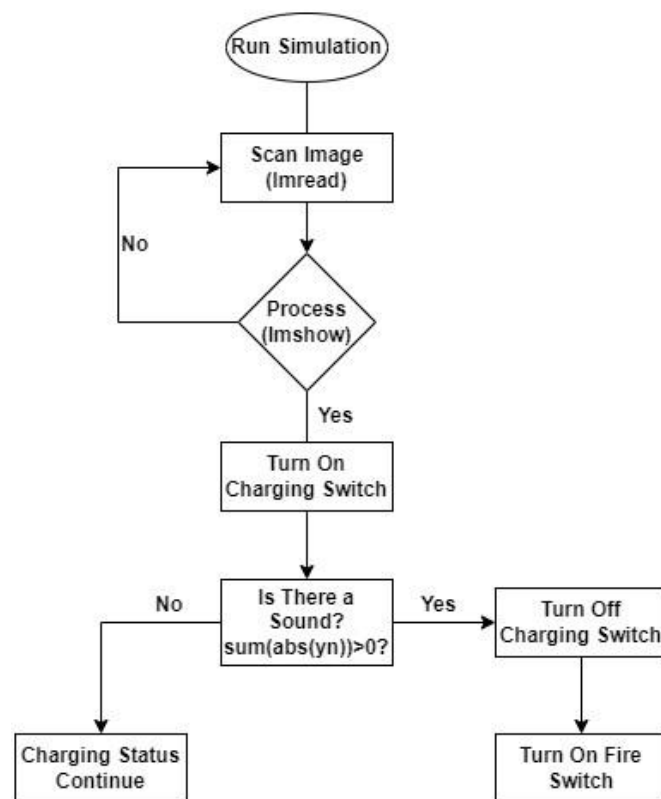 Run Simulation
Scan Image
(Imread)
No
Process
(Imshow)
Yes
Turn On
Charging Switch
No
Is There a
Sound?
sum(abs(yn))>0?
Yes
Turn Off
Charging Switch
Charging Status
Continue
Turn On Fire
Switch